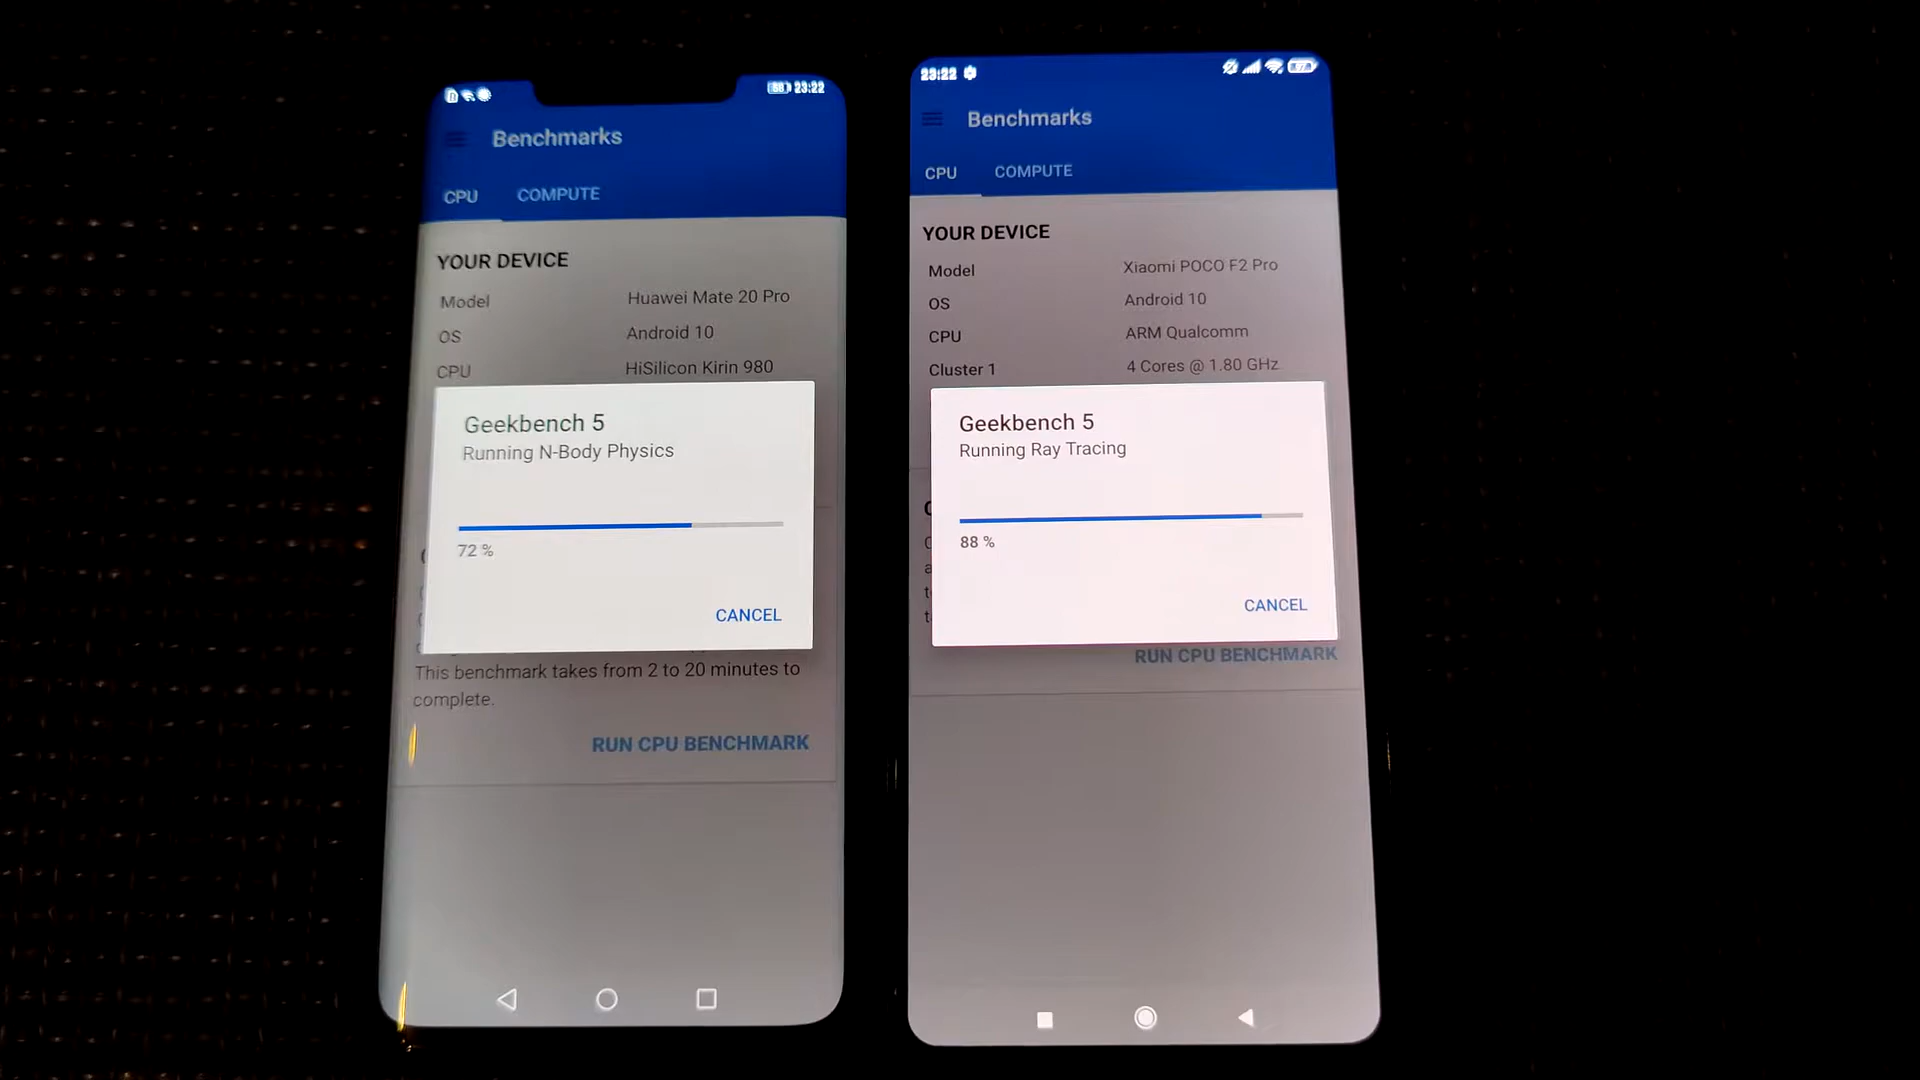 88 23:22
Benchmarks
CPU COMPUTE
YOUR DEVICE
Model Huawei Mate 20 Pro
OS Android 10
CPU HiSilicon Kirin 980
Geekbench 5
Running N-Body Physics
72 %
CANCEL
This benchmark takes from 2 to 20 minutes to
complete.
RUN CPU BENCHMARK
23:22
Benchmarks
CPU COMPUTE
YOUR DEVICE
Model Xiaomi POCO F2 Pro
OS Android 10
CPU ARM Qualcomm
Cluster 1 4 Cores @ 1.80 GHz
Geekbench 5
Running Ray Tracing
88 %
CANCEL
RUN CPU BENCHMARK